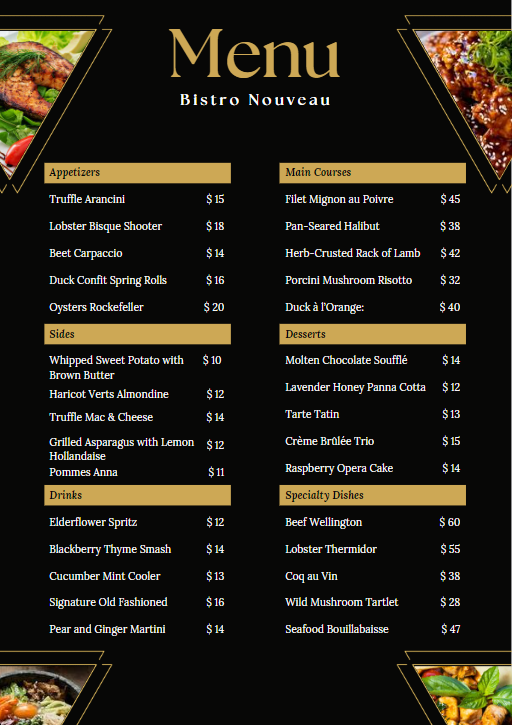 Menu
Bistro Nouveau
Appetizers
Truffle Arancini $ 15
Lobster Bisque Shooter $ 18
Beet Carpaccio $ 14
Duck Confit Spring Rolls $ 16
Oysters Rockefeller $ 20
Sides
Whipped Sweet Potato with $ 10
Brown Butter
Haricot Verts Almondine $ 12
Truffle Mac & Cheese $ 14
Grilled Asparagus with Lemon $ 12
Hollandaise
Pommes Anna $ 11
Drinks
Elderflower Spritz $ 12
Blackberry Thyme Smash $ 14
Cucumber Mint Cooler $ 13
Signature Old Fashioned $ 16
Pear and Ginger Martini $ 14
Main Courses
Filet Mignon au Poivre $ 45
Pan-Seared Halibut $ 38
Herb-Crusted Rack of Lamb $ 42
Porcini Mushroom Risotto $ 32
Duck à l'Orange: $ 40
Desserts
Molten Chocolate Soufflé $ 14
Lavender Honey Panna Cotta $ 12
Tarte Tatin $ 13
Crème Brûlée Trio $ 15
Raspberry Opera Cake $ 14
Specialty Dishes
Beef Wellington $ 60
Lobster Thermidor $ 55
Coq au Vin $ 38
Wild Mushroom Tartlet $ 28
Seafood Bouillabaisse $ 47